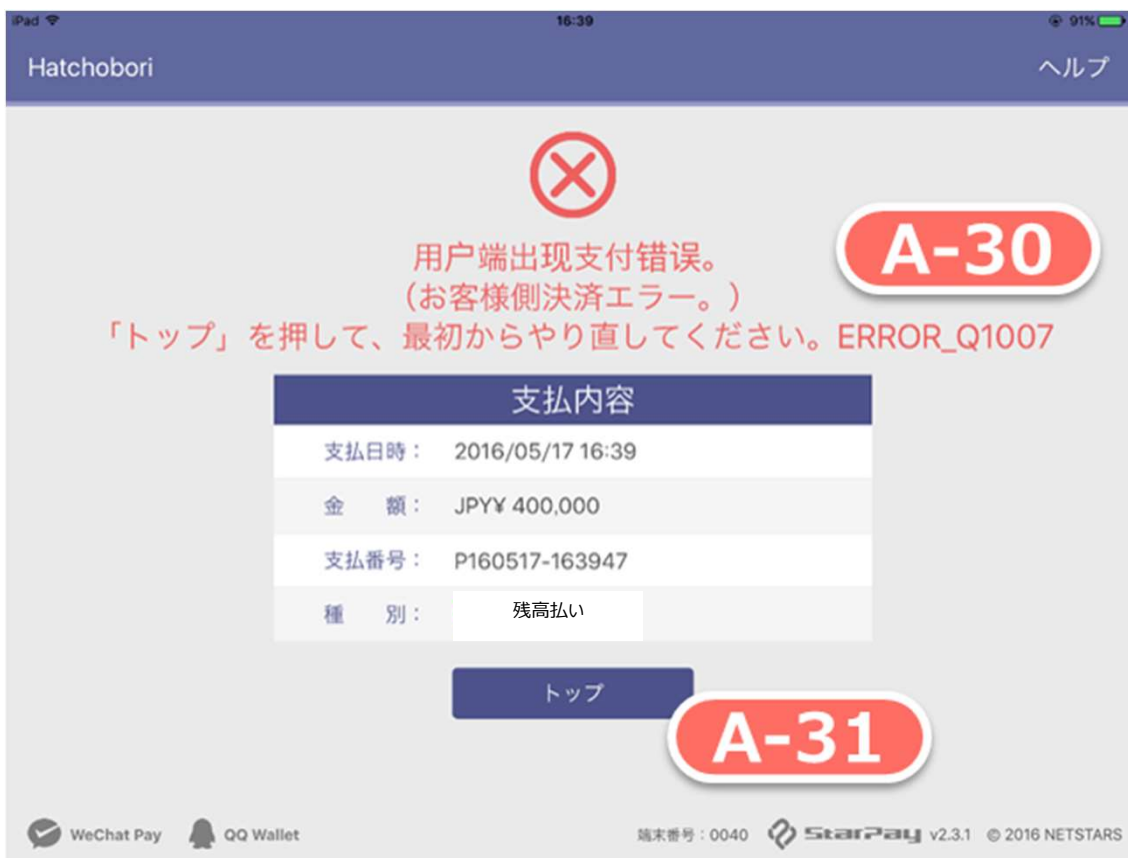 iPad 16:39 91%
Hatchobori ヘルプ
用户端出现支付错误。
（お客様側決済エラー。）
「トップ」を押して、最初からやり直してください。ERROR_Q1007
A-30
支払内容
支払日時： 2016/05/17 16:39
金 額： JPY¥ 400,000
支払番号： P160517-163947
種 別： 残高払い
トップ
A-31
WeChat Pay QQ Wallet 端末番号：0040 StarPay v2.3.1 © 2016 NETSTARS